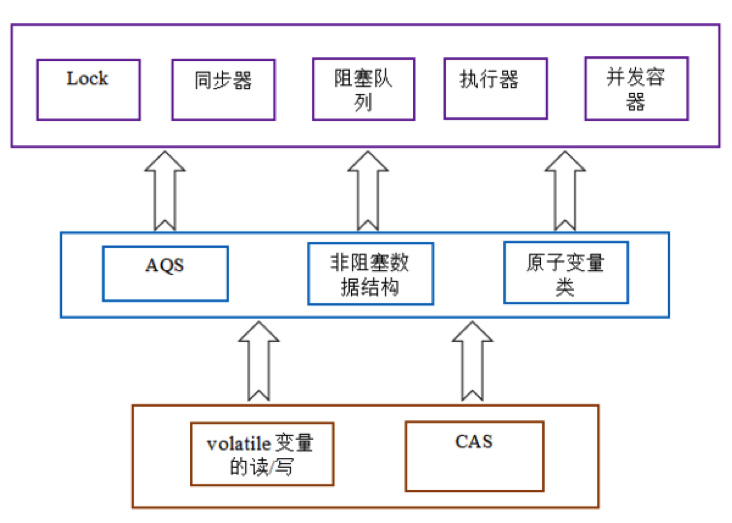 Lock
同步器
阻塞队
列
执行器
并发容
器
AQS
非阻塞数
据结构
原子变量
类
volatile 变量
的读/写
CAS